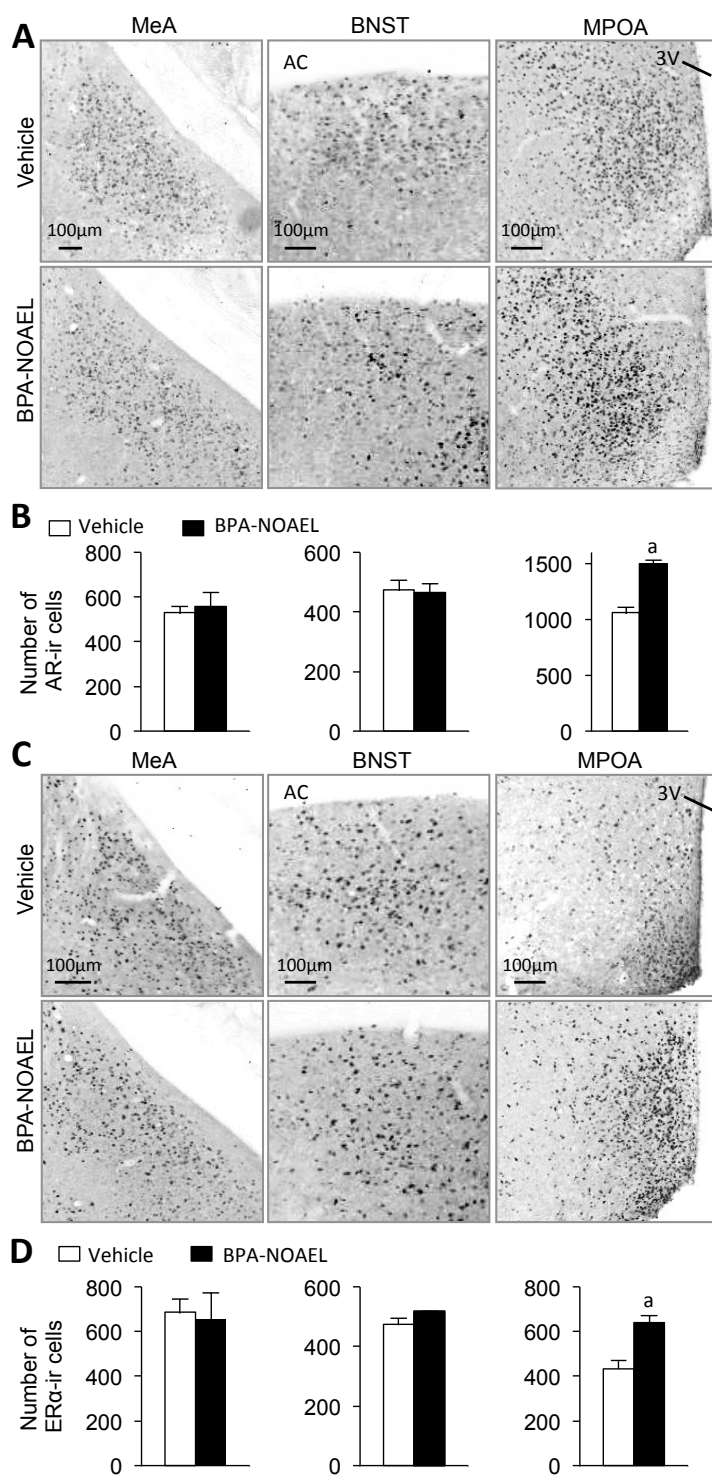 A
MeA BNST MPOA
Vehicle
AC
3V
100μm 100μm 100μm
BPA-NOAEL
B
Vehicle BPA-NOAEL
Number of
AR-ir cells
800
600
400
200
0
600
400
200
0
1500
1000
500
0
a
C
MeA BNST MPOA
Vehicle
AC
3V
100μm 100μm 100μm
BPA-NOAEL
D
Vehicle BPA-NOAEL
Number of
ERα-ir cells
800
600
400
200
0
600
400
200
0
800
600
400
200
0
a